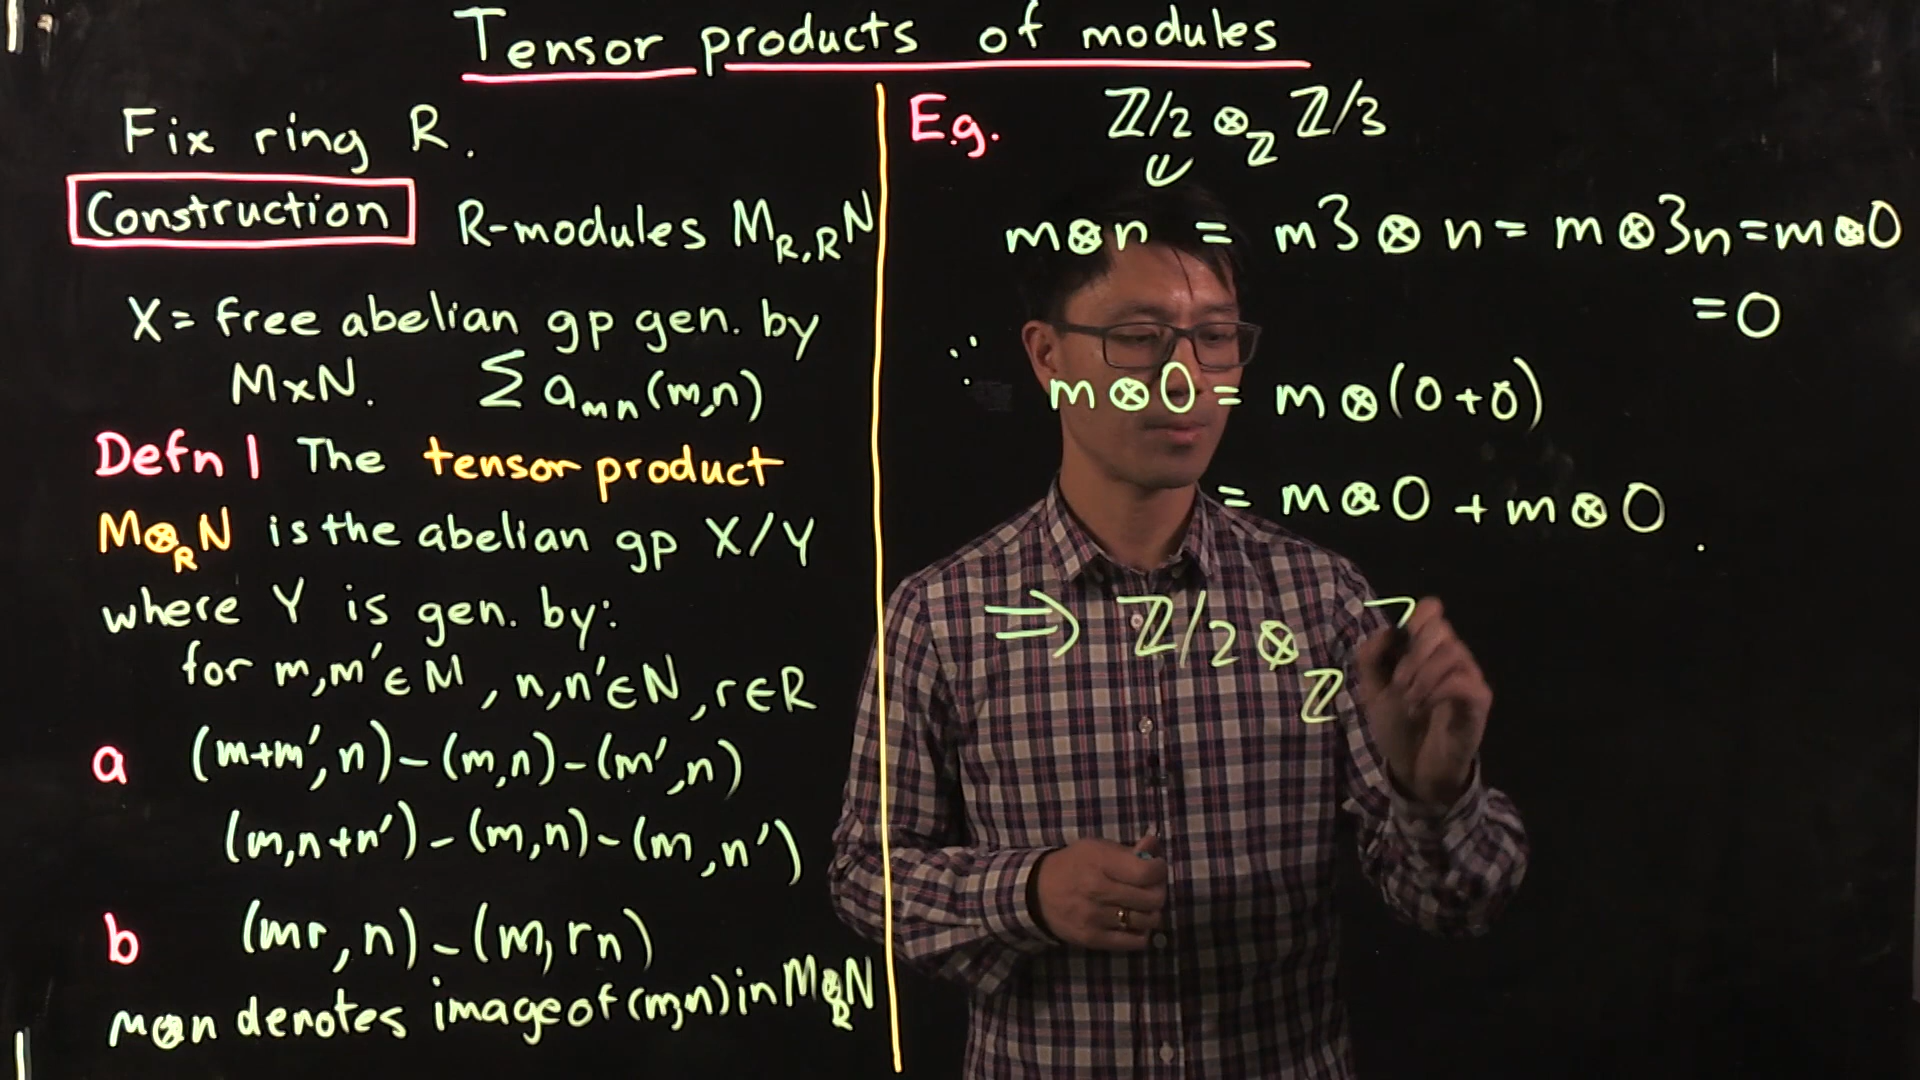 Tensor products of modules
Fix ring R.
Construction R-modules M_R, _RN
X = free abelian gp gen. by
M×N. Σ a_mn (m,n)
Defn 1 The tensor product
M⊗_R N is the abelian gp X/Y
where Y is gen. by:
for m,m'∈M, n,n'∈N, r∈R
a (m+m',n)-(m,n)-(m',n)
(m,n+n')-(m,n)-(m,n')
b (mr,n)-(m,rn)
m⊗n denotes image of (m,n) in M⊗_R N
E.g. ℤ/2 ⊗_ℤ ℤ/3
m⊗n = m3⊗n = m⊗3n = m⊗0
= 0
∵ m⊗0 = m⊗(0+0)
= m⊗0 + m⊗0.
⇒ ℤ/2 ⊗_ℤ